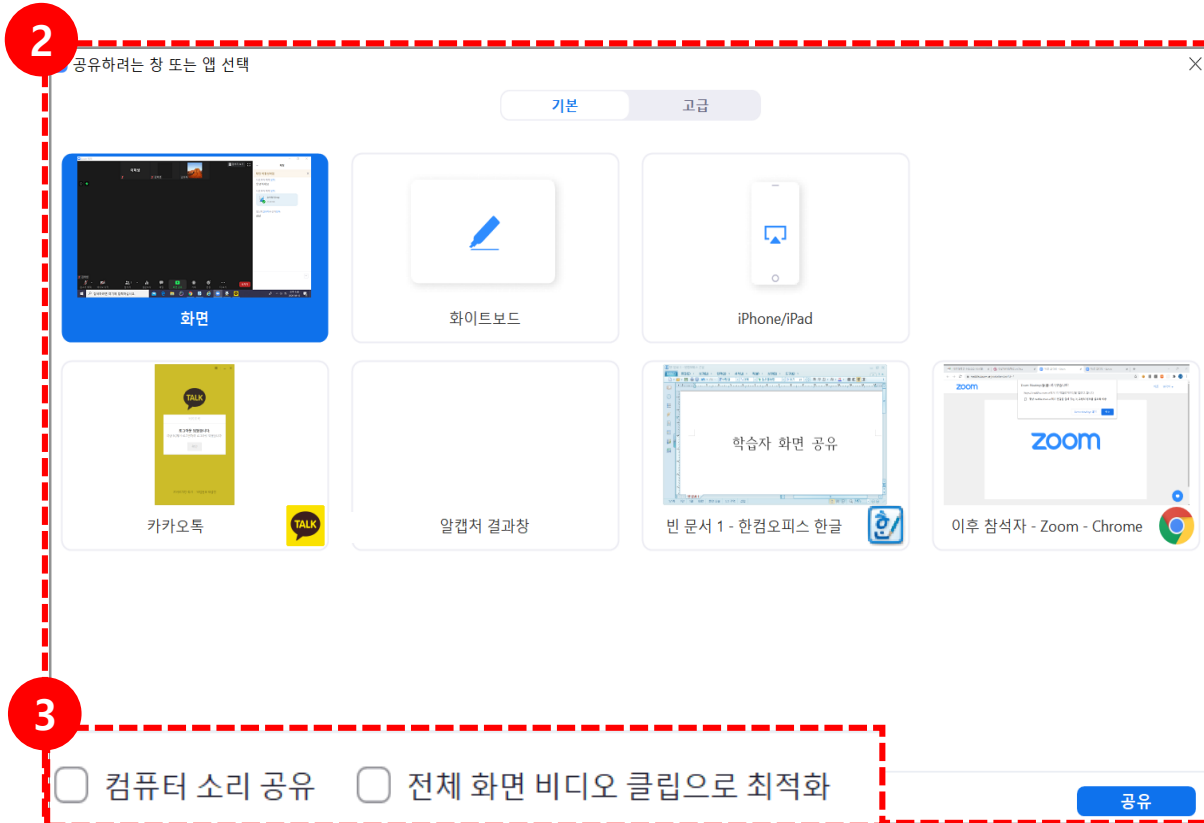 2
공유하려는 창 또는 앱 선택
기본
고급
화면
화이트보드
iPhone/iPad
TALK
카카오톡
TALK
알캡처 결과창
학습자 화면 공유
빈 문서 1 - 한컴오피스 한글
한
zoom
zoom
이후 참석자 - Zoom - Chrome
3
컴퓨터 소리 공유
전체 화면 비디오 클립으로 최적화
공유